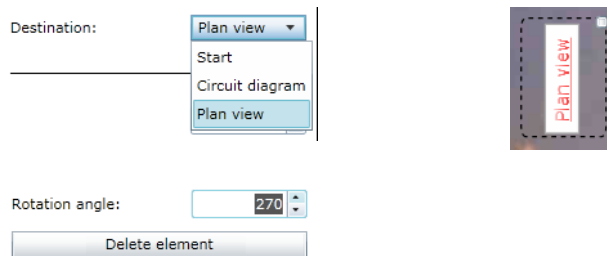 Destination:
Plan view
Start
Circuit diagram
Plan view
Plan view
Rotation angle:
270
Delete element